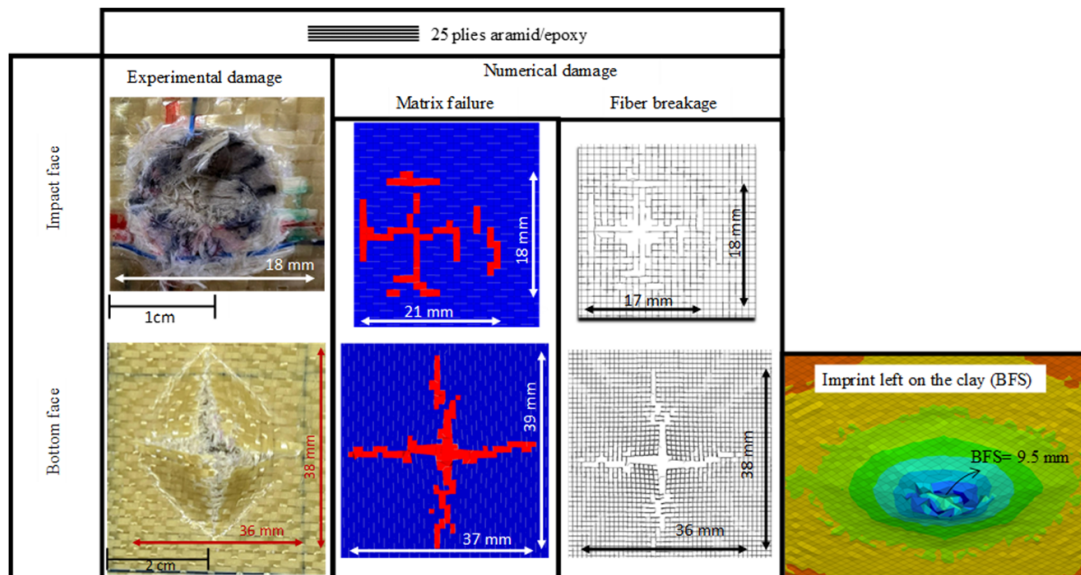 25 plies aramid/epoxy
Experimental damage
Numerical damage
Matrix failure
Fiber breakage
Impact face
18 mm
1cm
18 mm
21 mm
18 mm
17 mm
Bottom face
38 mm
36 mm
2 cm
39 mm
37 mm
38 mm
36 mm
Imprint left on the clay (BFS)
BFS= 9.5 mm